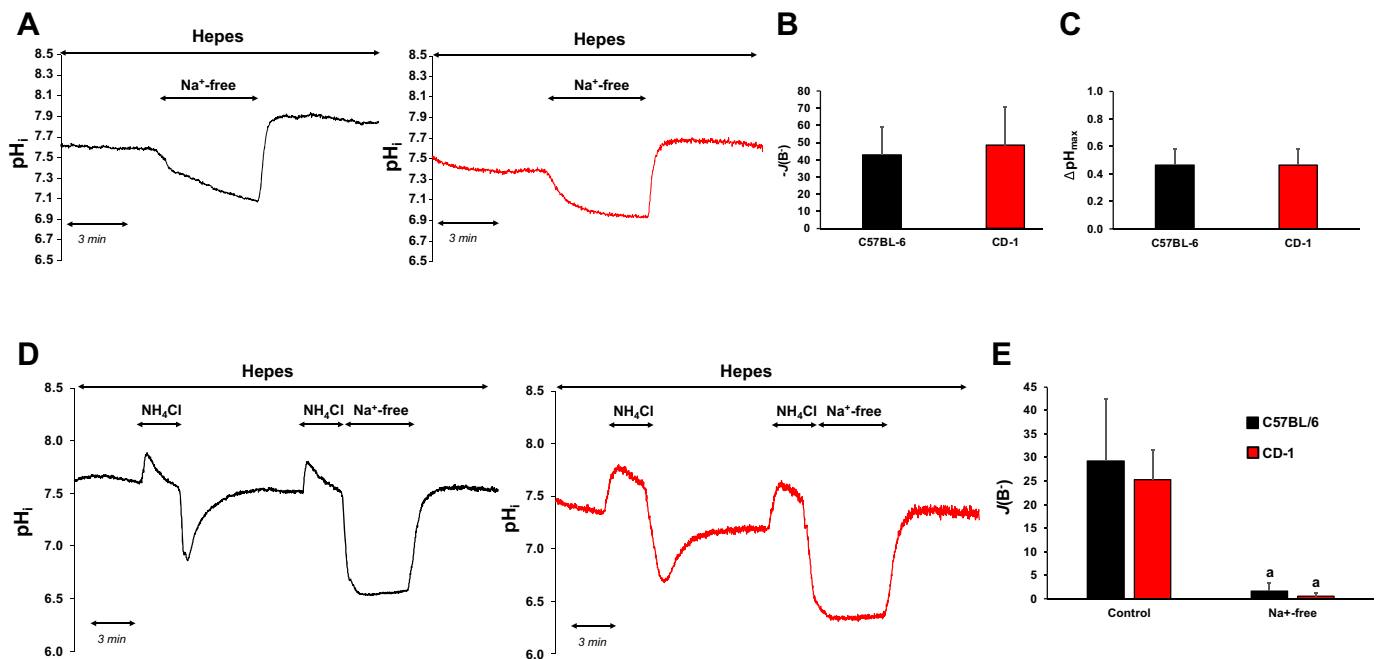 A
Hepes
Na⁺-free
pHᵢ
8.5
8.3
8.1
7.9
7.7
7.5
7.3
7.1
6.9
6.7
6.5
3 min
Hepes
Na⁺-free
pHᵢ
8.5
8.3
8.1
7.9
7.7
7.5
7.3
7.1
6.9
6.7
6.5
3 min
B
-J(B⁻)
80
70
60
50
40
30
20
10
0
C57BL-6 CD-1
C
ΔpHmax
1.0
0.8
0.6
0.4
0.2
0.0
C57BL-6 CD-1
D
Hepes
NH₄Cl NH₄Cl Na⁺-free
pHᵢ
8.5
8.0
7.5
7.0
6.5
6.0
3 min
Hepes
NH₄Cl NH₄Cl Na⁺-free
pHᵢ
8.5
8.0
7.5
7.0
6.5
6.0
3 min
E
J(B⁻)
45
40
35
30
25
20
15
10
5
0
C57BL/6
CD-1
a a
Control Na+-free